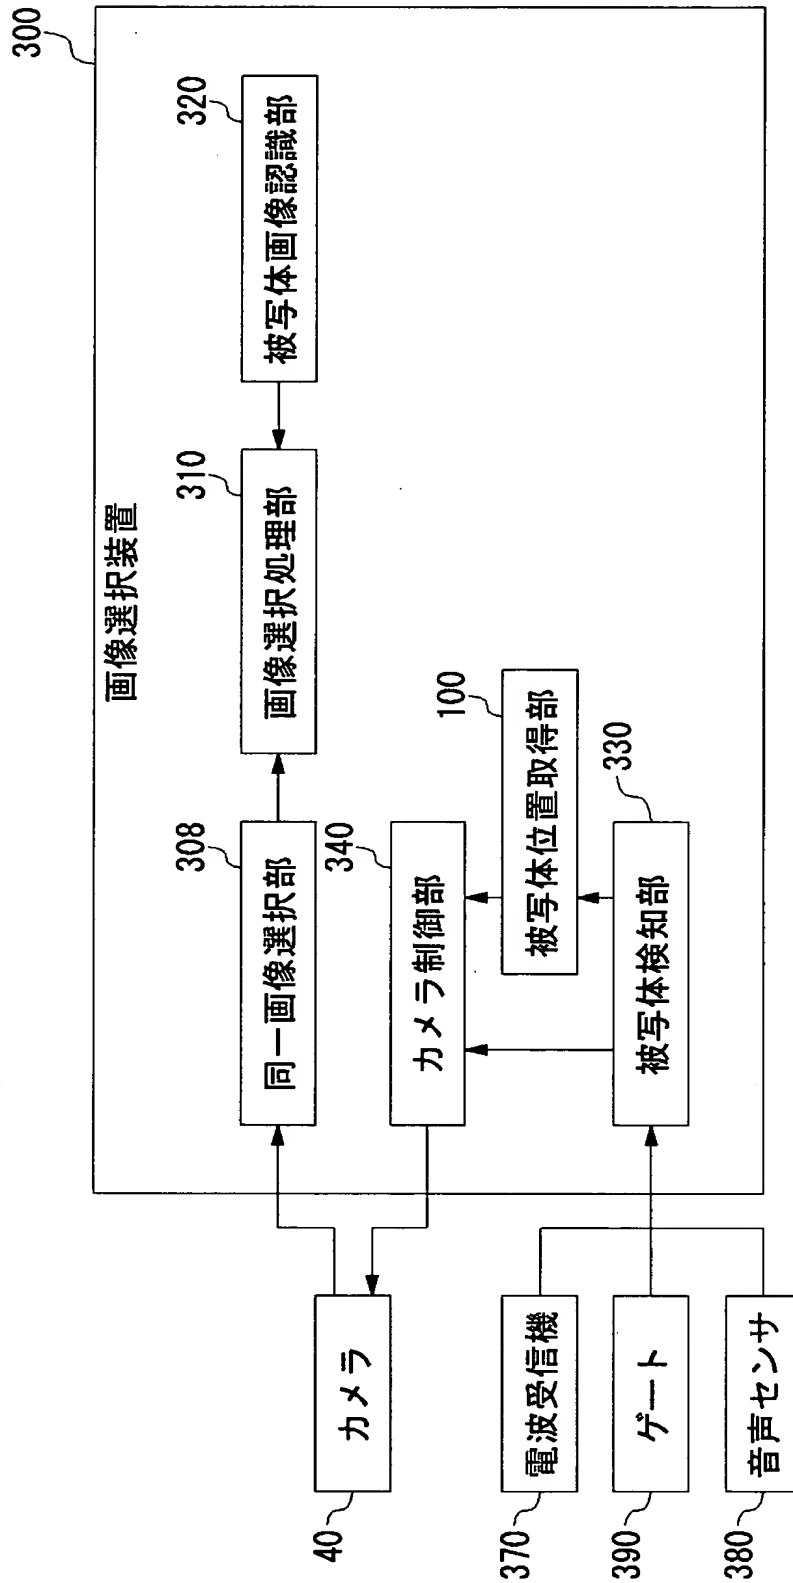 300
画像選択装置
320
被写体画像認識部
310
画像選択処理部
308
同一画像選択部
340
カメラ制御部
100
被写体位置取得部
330
被写体検知部
カメラ
40
電波受信機
370
ゲート
390
音声センサ
380